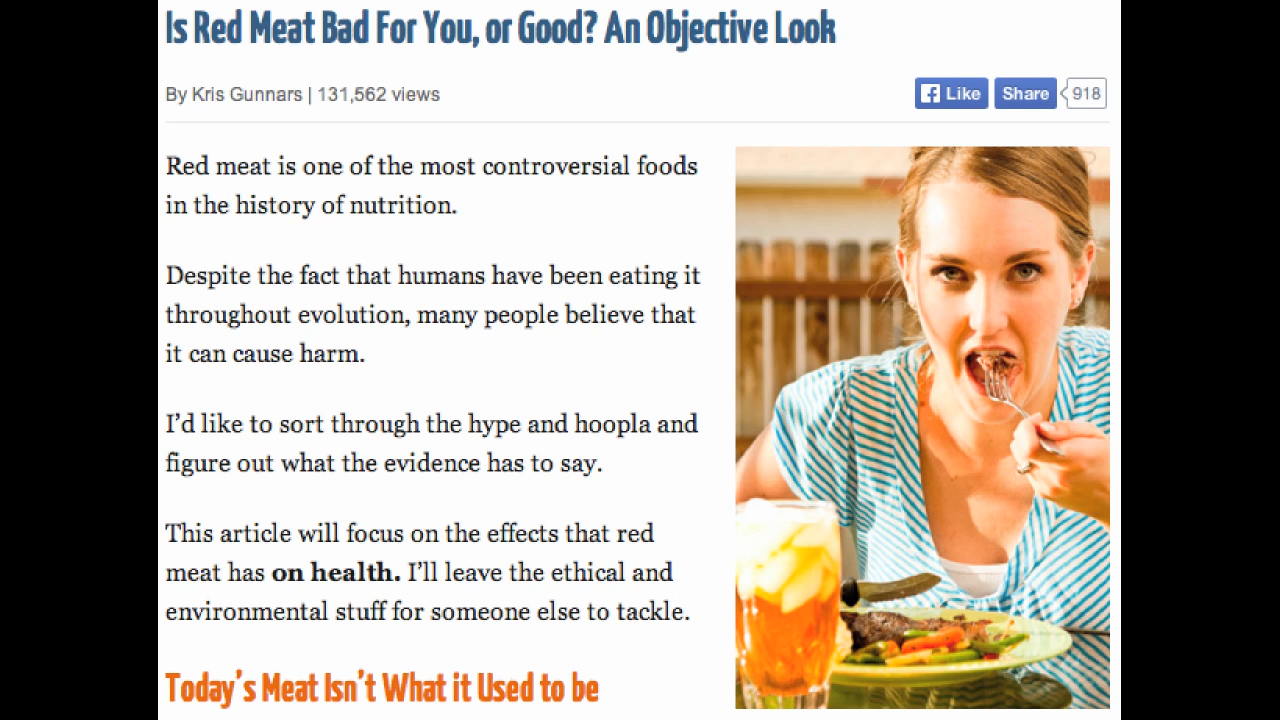 Is Red Meat Bad For You, or Good? An Objective Look
By Kris Gunnars | 131,562 views
Like Share 918
Red meat is one of the most controversial foods
in the history of nutrition.
Despite the fact that humans have been eating it
throughout evolution, many people believe that
it can cause harm.
I'd like to sort through the hype and hoopla and
figure out what the evidence has to say.
This article will focus on the effects that red
meat has on health. I'll leave the ethical and
environmental stuff for someone else to tackle.
Today's Meat Isn't What it Used to be